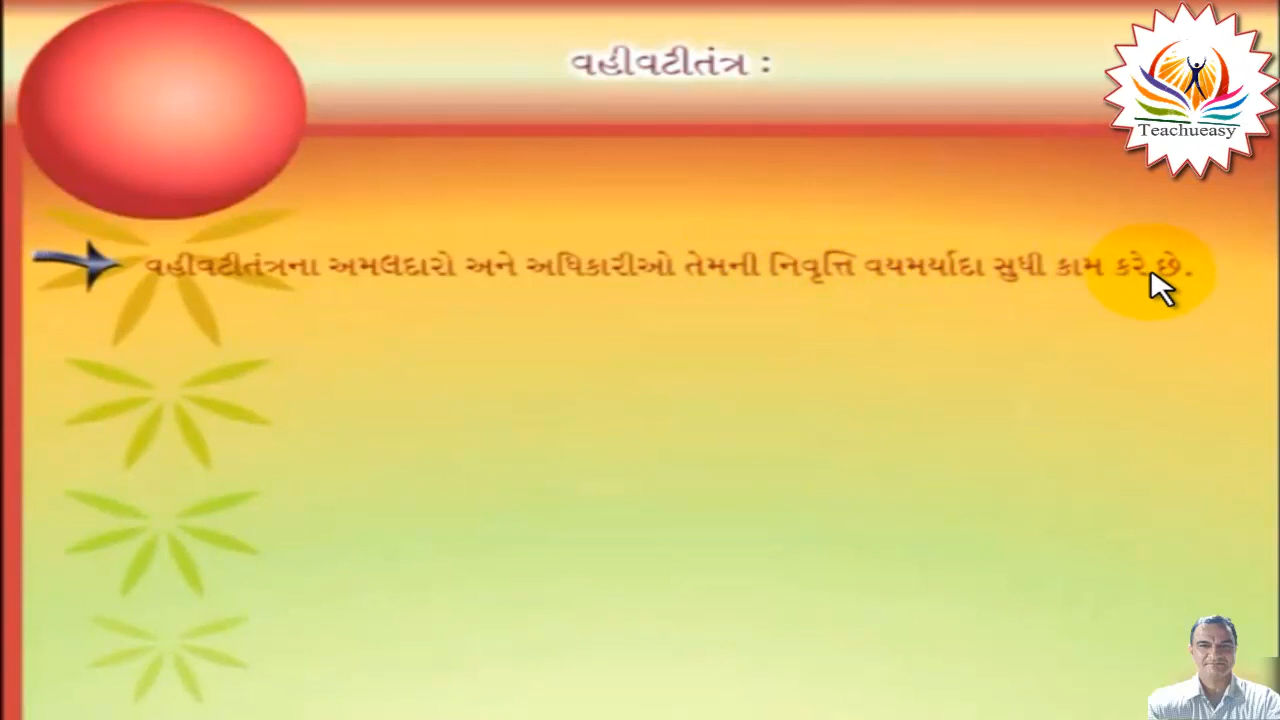 વહીવટીતંત્ર :
Teachueasy
વહીવટીતંત્રના અમલદારો અને અધિકારીઓ તેમની નિવૃત્તિ વયમર્યાદા સુધી કામ કરે છે.